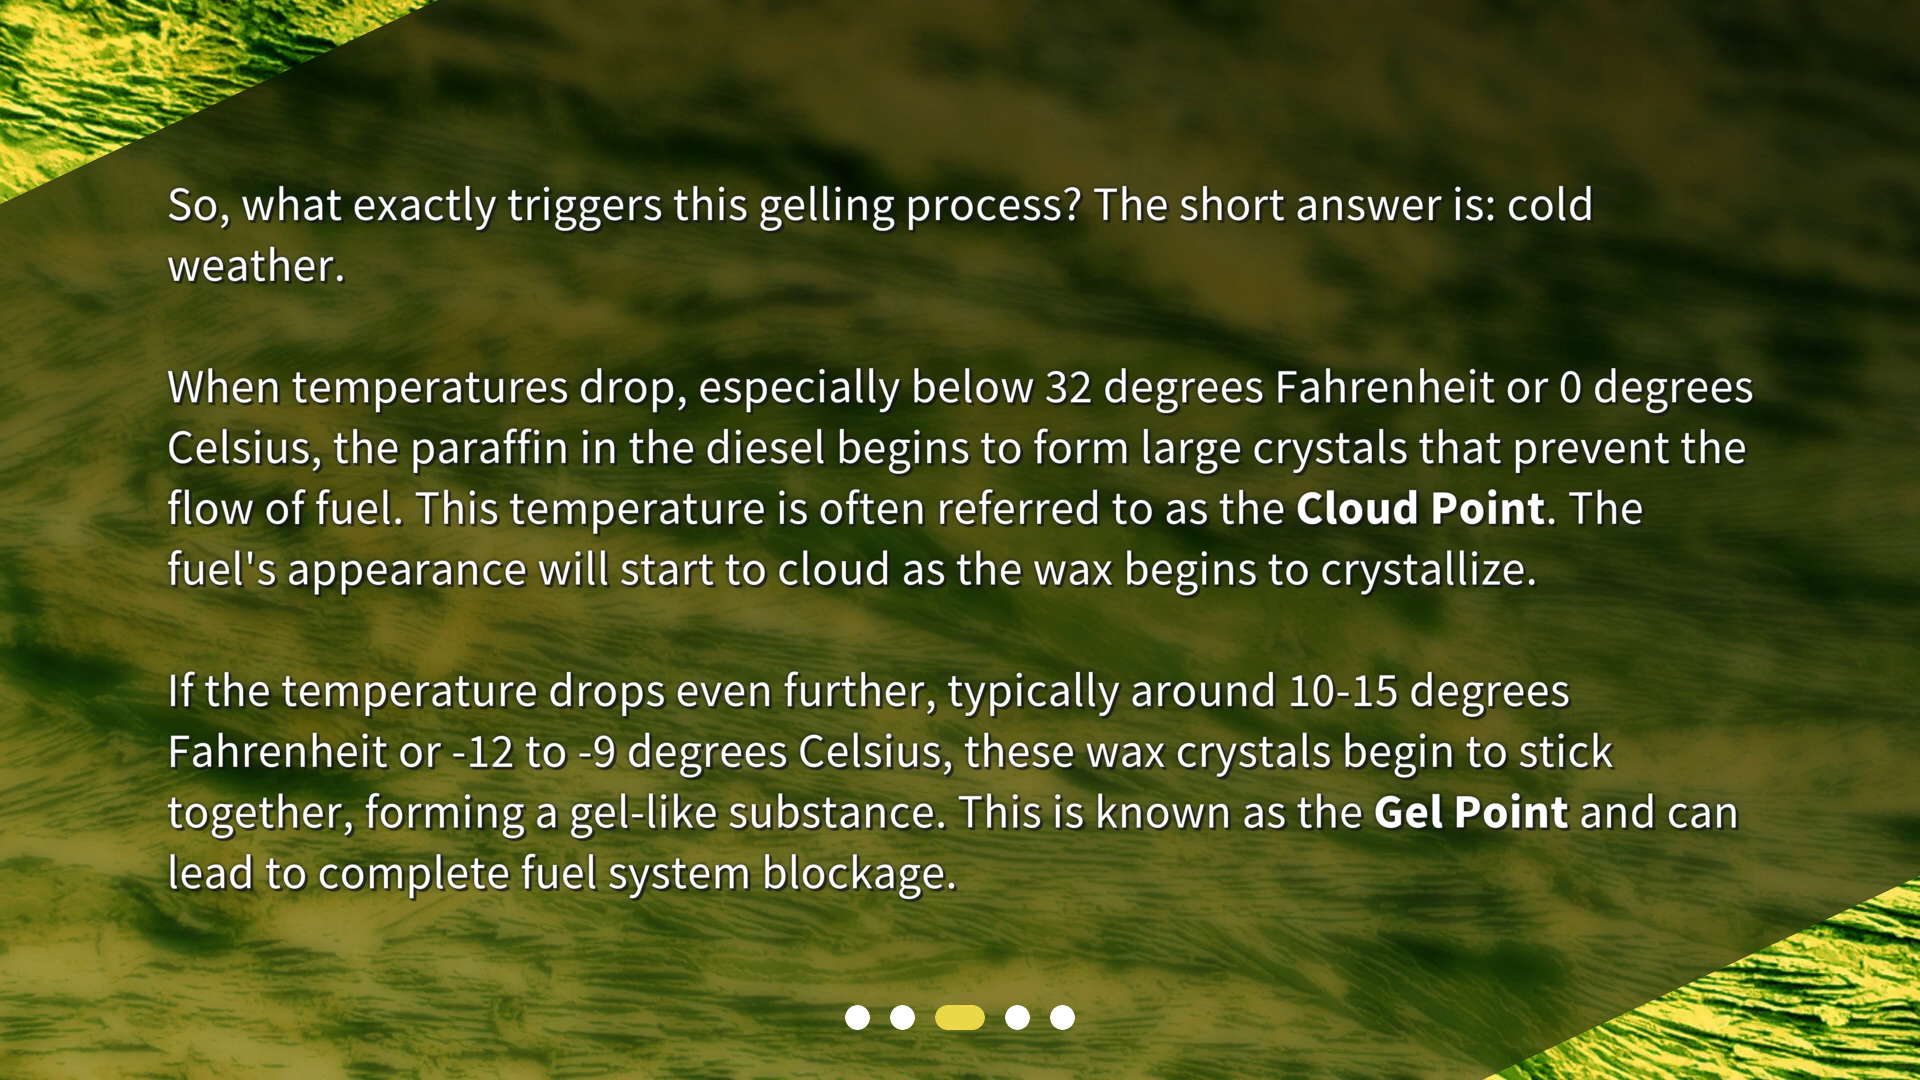 So, what exactly triggers this gelling process? The short answer is: cold
weather.
When temperatures drop, especially below 32 degrees Fahrenheit or 0 degrees
Celsius, the paraffin in the diesel begins to form large crystals that prevent the
flow of fuel. This temperature is often referred to as the Cloud Point. The
fuel's appearance will start to cloud as the wax begins to crystallize.
If the temperature drops even further, typically around 10-15 degrees
Fahrenheit or -12 to -9 degrees Celsius, these wax crystals begin to stick
together, forming a gel-like substance. This is known as the Gel Point and can
lead to complete fuel system blockage.